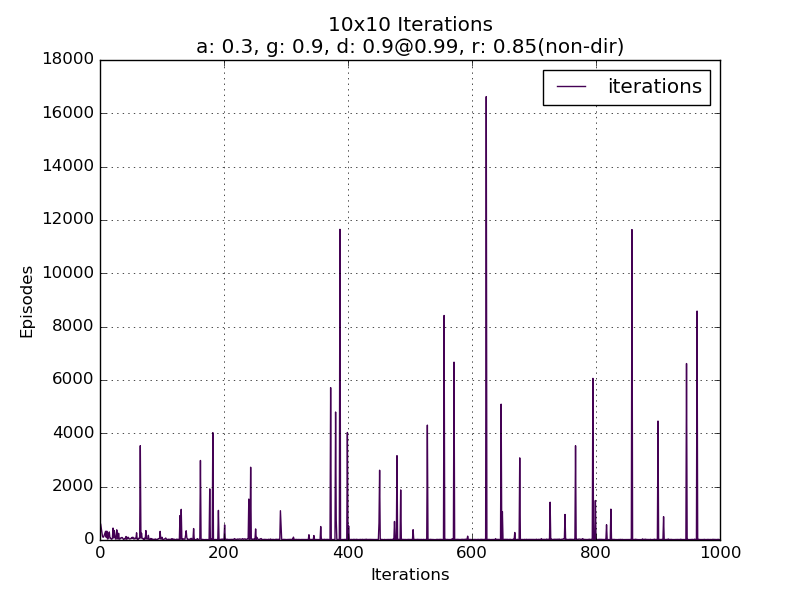 10x10 Iterations
a: 0.3, g: 0.9, d: 0.9@0.99, r: 0.85(non-dir)
18000
16000
14000
12000
10000
8000
6000
4000
2000
0
Episodes
iterations
0 200 400 600 800 1000
Iterations